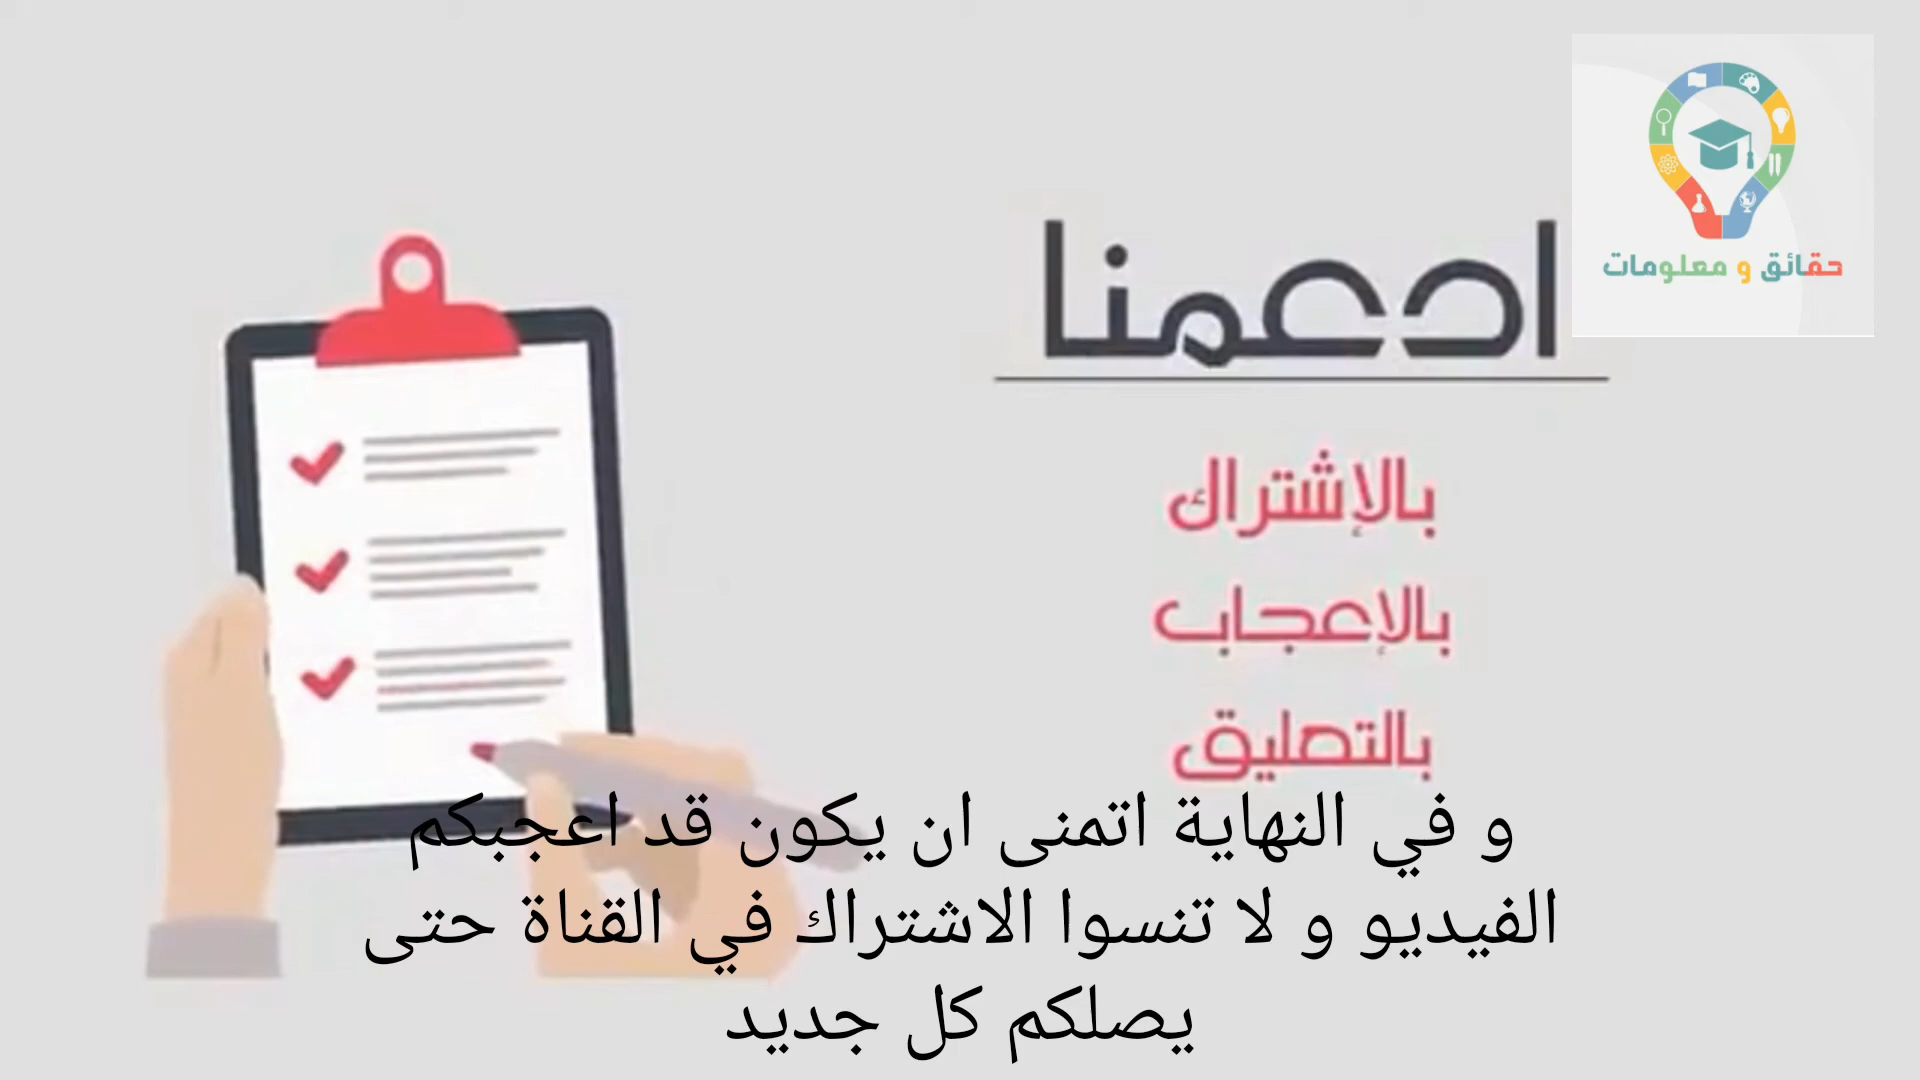 حقائق و معلومات
ادعمنا
بالإشتراك
بالإعجاب
بالتعليق
و في النهاية اتمنى ان يكون قد اعجبكم
الفيديو و لا تنسوا الاشتراك في القناة حتى
يصلكم كل جديد